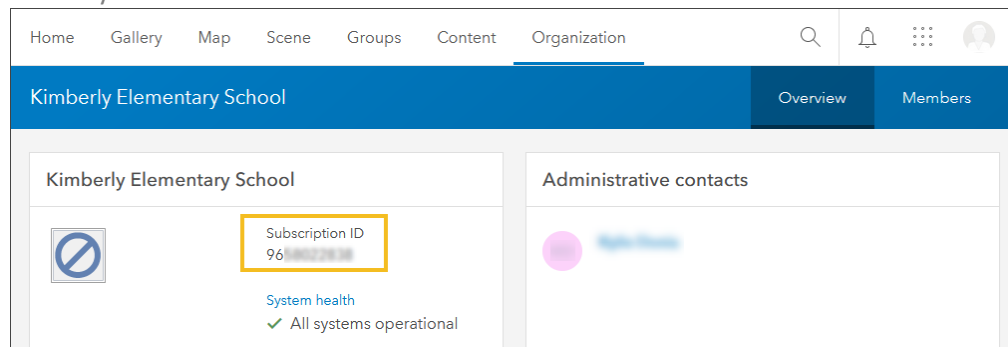 Home Gallery Map Scene Groups Content Organization
Kimberly Elementary School Overview Members
Kimberly Elementary School
Administrative contacts
Subscription ID
96
System health
All systems operational